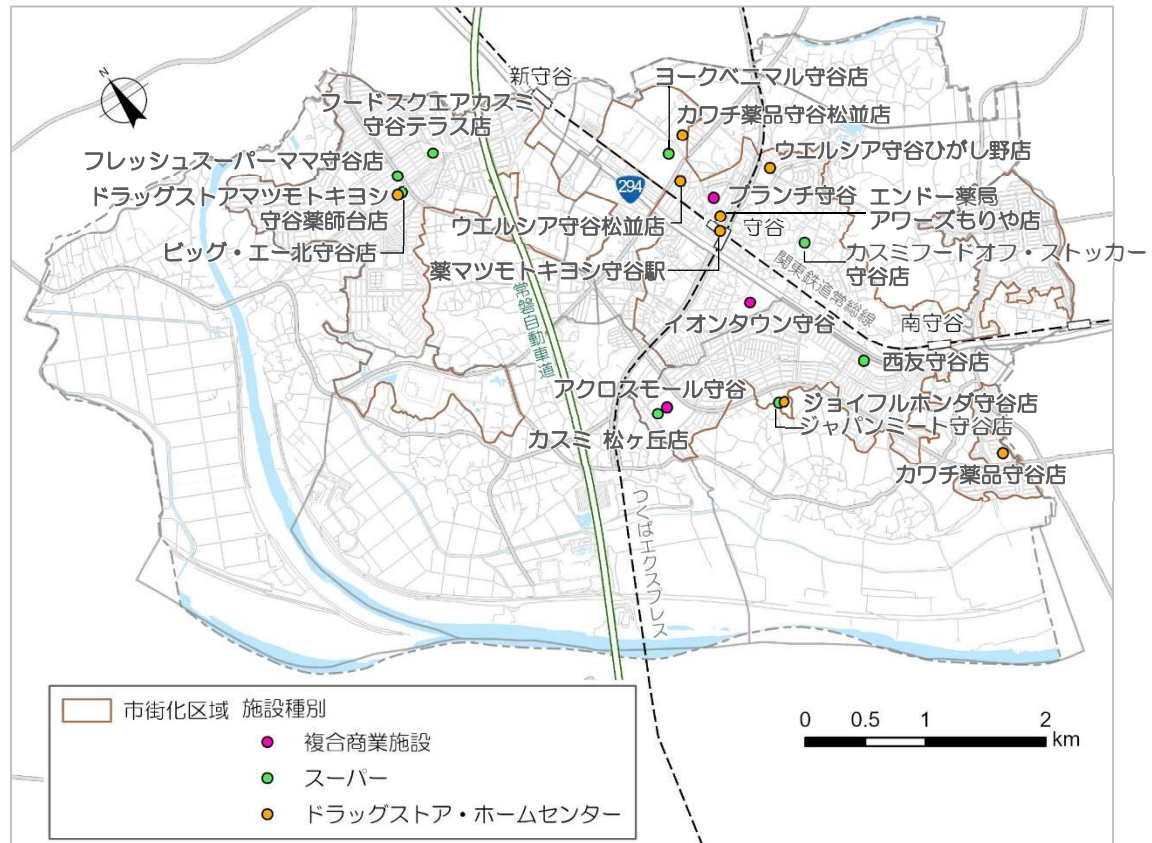 N
新守谷
ヨークベニマル守谷店
フードスクエアカスミ
守谷テラス店
カワチ薬品守谷松並店
フレッシュスーパーママ守谷店
ウエルシア守谷ひがし野店
ドラッグストアマツモトキヨシ
守谷薬師台店
294
ブランチ守谷
エンドー薬局
アワーズもりや店
ウエルシア守谷松並店
守谷
ビッグ・エー北守谷店
カスミフードオフ・ストッカー
守谷店
薬マツモトキヨシ守谷駅
関東鉄道常総線
常磐自動車道
イオンタウン守谷
南守谷
西友守谷店
アクロスモール守谷
ジョイフルホンダ守谷店
ジャパンミート守谷店
カスミ 松ヶ丘店
カワチ薬品守谷店
つくばエクスプレス
市街化区域
施設種別
複合商業施設
スーパー
ドラッグストア・ホームセンター
0 0.5 1 2
km